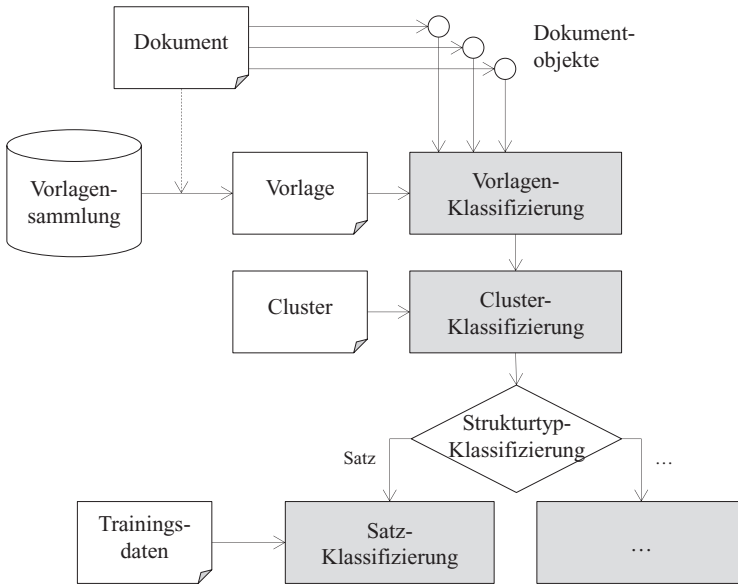 Dokument
Dokument-
objekte
Vorlagen-
sammlung
Vorlage
Vorlagen-
Klassifizierung
Cluster
Cluster-
Klassifizierung
Strukturtyp-
Klassifizierung
Satz
...
Trainings-
daten
Satz-
Klassifizierung
...